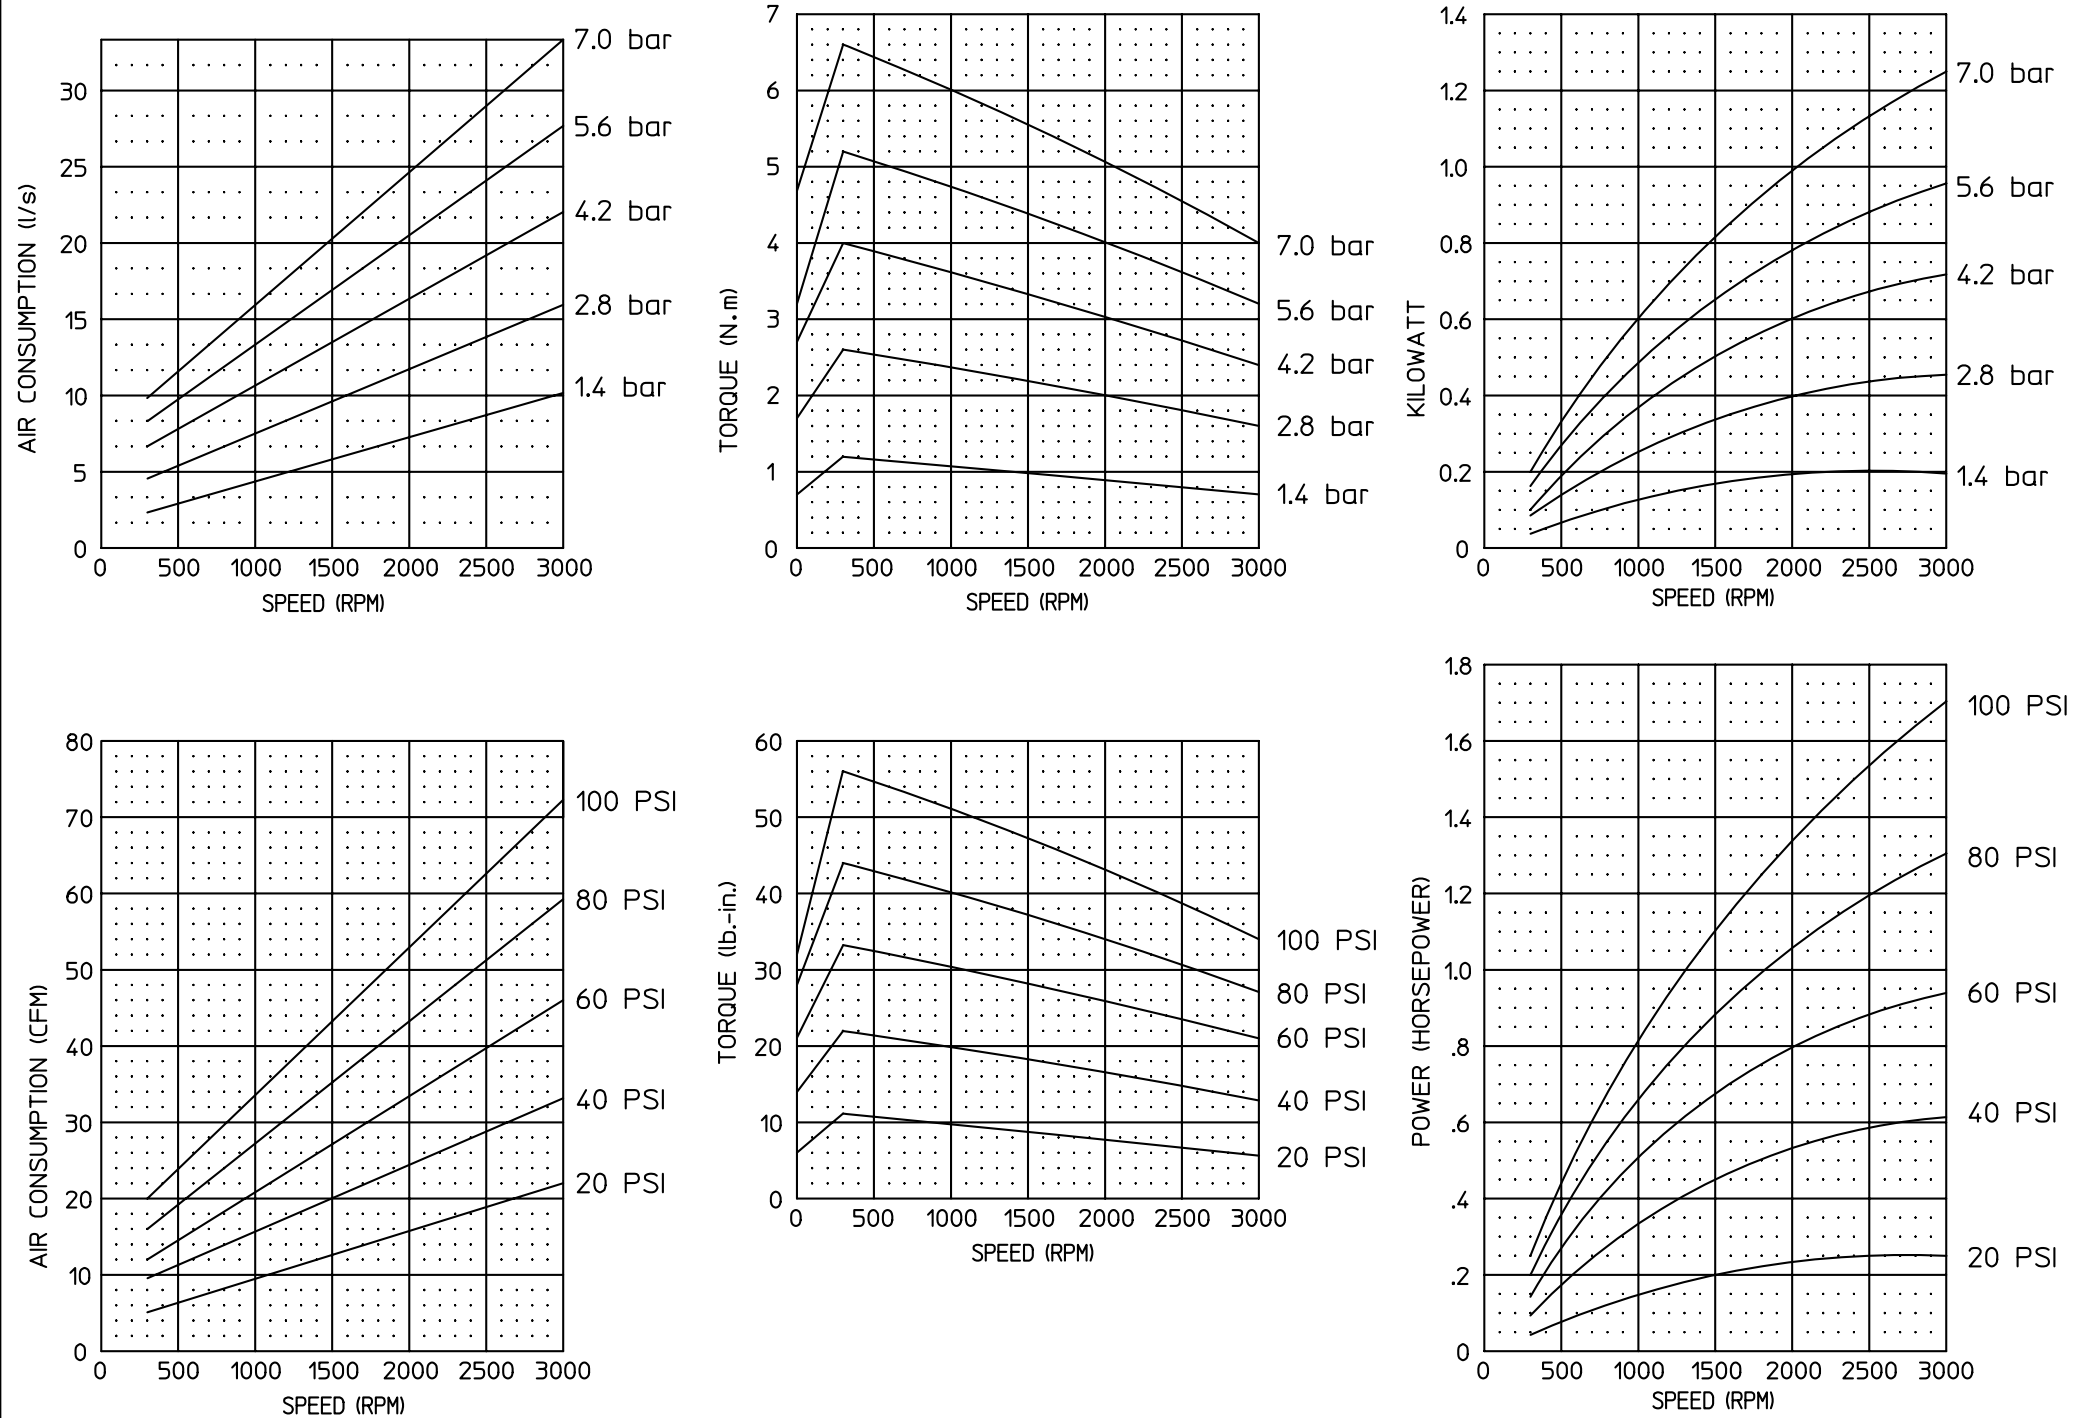 7.0 bar
5.6 bar
4.2 bar
2.8 bar
1.4 bar
30
25
20
15
10
5
0
0 500 1000 1500 2000 2500 3000
SPEED (RPM)
AIR CONSUMPTION (l/s)
7
6
5
4
3
2
1
0
7.0 bar
5.6 bar
4.2 bar
2.8 bar
1.4 bar
0 500 1000 1500 2000 2500 3000
SPEED (RPM)
TORQUE (N.m)
1.4
1.2
1.0
0.8
0.6
0.4
0.2
0
7.0 bar
5.6 bar
4.2 bar
2.8 bar
1.4 bar
0 500 1000 1500 2000 2500 3000
SPEED (RPM)
KILOWATT
80
70
60
50
40
30
20
10
0
100 PSI
80 PSI
60 PSI
40 PSI
20 PSI
0 500 1000 1500 2000 2500 3000
SPEED (RPM)
AIR CONSUMPTION (CFM)
60
50
40
30
20
10
0
100 PSI
80 PSI
60 PSI
40 PSI
20 PSI
0 500 1000 1500 2000 2500 3000
SPEED (RPM)
TORQUE (lb.-in.)
1.8
1.6
1.4
1.2
1.0
.8
.6
.4
.2
0
100 PSI
80 PSI
60 PSI
40 PSI
20 PSI
0 500 1000 1500 2000 2500 3000
SPEED (RPM)
POWER (HORSEPOWER)